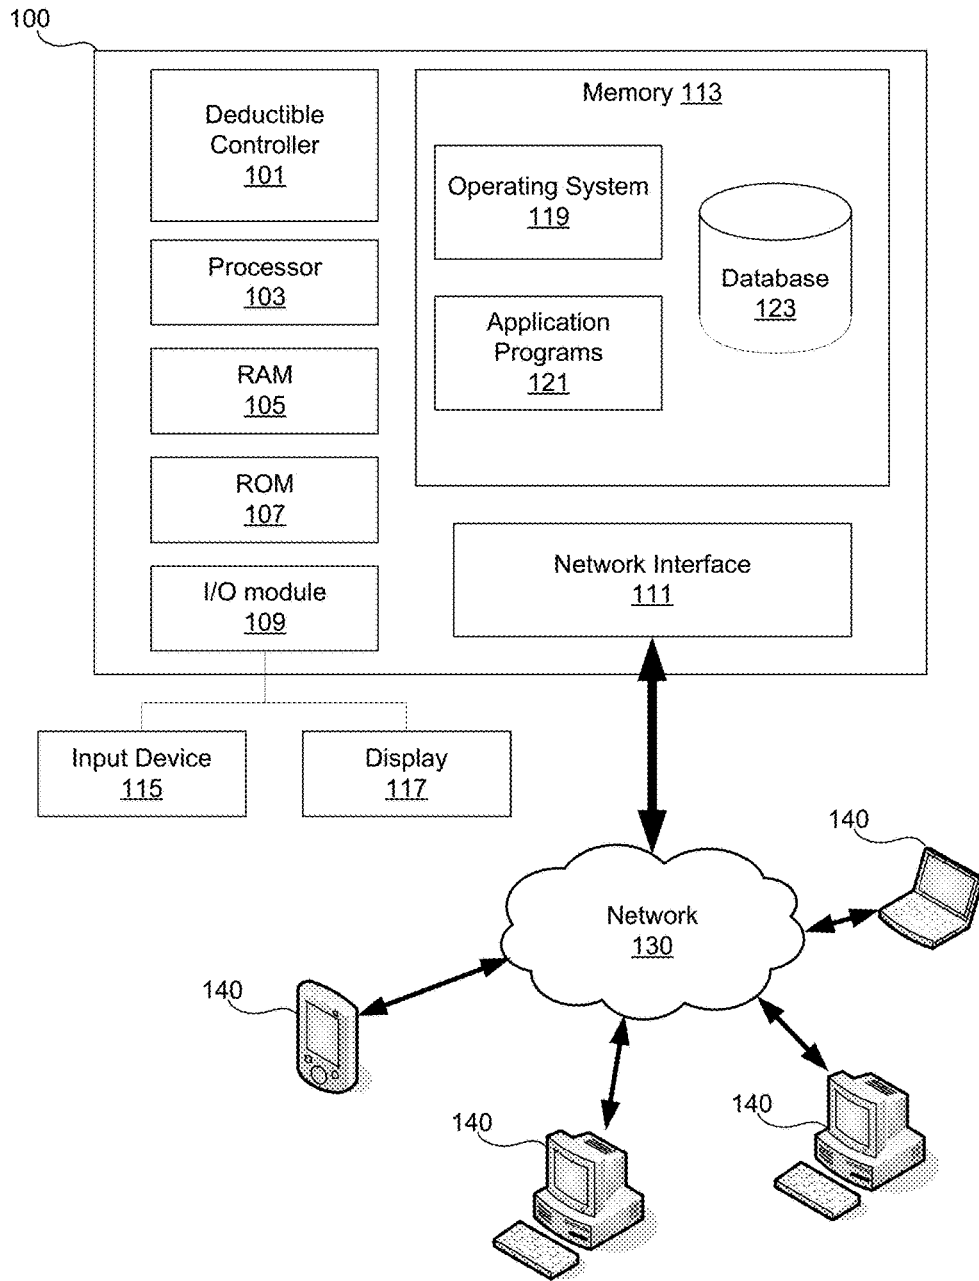 100
Deductible
Controller
101
Processor
103
RAM
105
ROM
107
I/O module
109
Memory 113
Operating System
119
Application
Programs
121
Database
123
Network Interface
111
Input Device
115
Display
117
Network
130
140
140
140
140